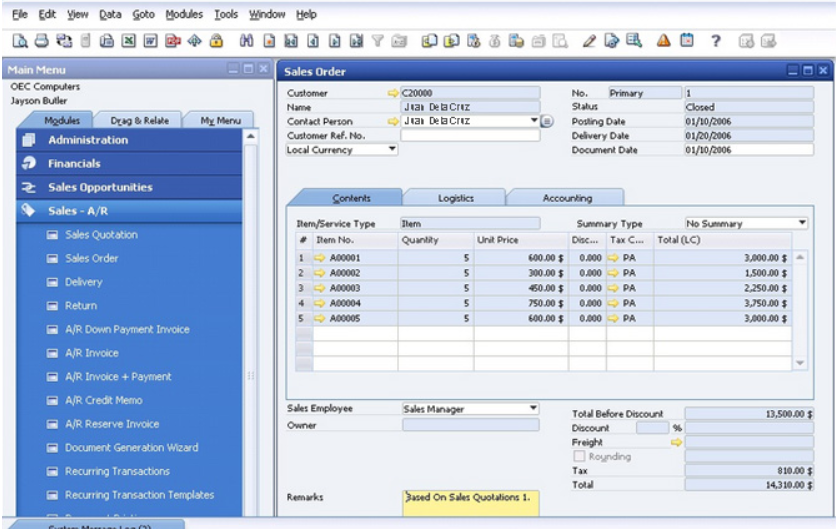 File Edit View Data Goto Modules Tools Window Help
Main Menu
OEC Computers
Jayson Butler
Modules Drag & Relate My Menu
Administration
Financials
Sales Opportunities
Sales - A/R
Sales Quotation
Sales Order
Delivery
Return
A/R Down Payment Invoice
A/R Invoice
A/R Invoice + Payment
A/R Credit Memo
A/R Reserve Invoice
Document Generation Wizard
Recurring Transactions
Recurring Transaction Templates
System Message Log (2)
Sales Order
Customer C20000 No. Primary 1
Name Juan Dela Cruz Status Closed
Contact Person Juan Dela Cruz Posting Date 01/10/2006
Customer Ref. No. Delivery Date 01/20/2006
Local Currency Document Date 01/10/2006
Contents Logistics Accounting
Item/Service Type Item Summary Type No Summary
# Item No. Quantity Unit Price Disc... Tax C... Total (LC)
1 A00001 5 600.00 $ 0.000 PA 3,000.00 $
2 A00002 5 300.00 $ 0.000 PA 1,500.00 $
3 A00003 5 450.00 $ 0.000 PA 2,250.00 $
4 A00004 5 750.00 $ 0.000 PA 3,750.00 $
5 A00005 5 600.00 $ 0.000 PA 3,000.00 $
Sales Employee Sales Manager Total Before Discount 13,500.00 $
Owner Discount %
Freight
Rounding
Tax 810.00 $
Total 14,310.00 $
Remarks Based On Sales Quotations 1.